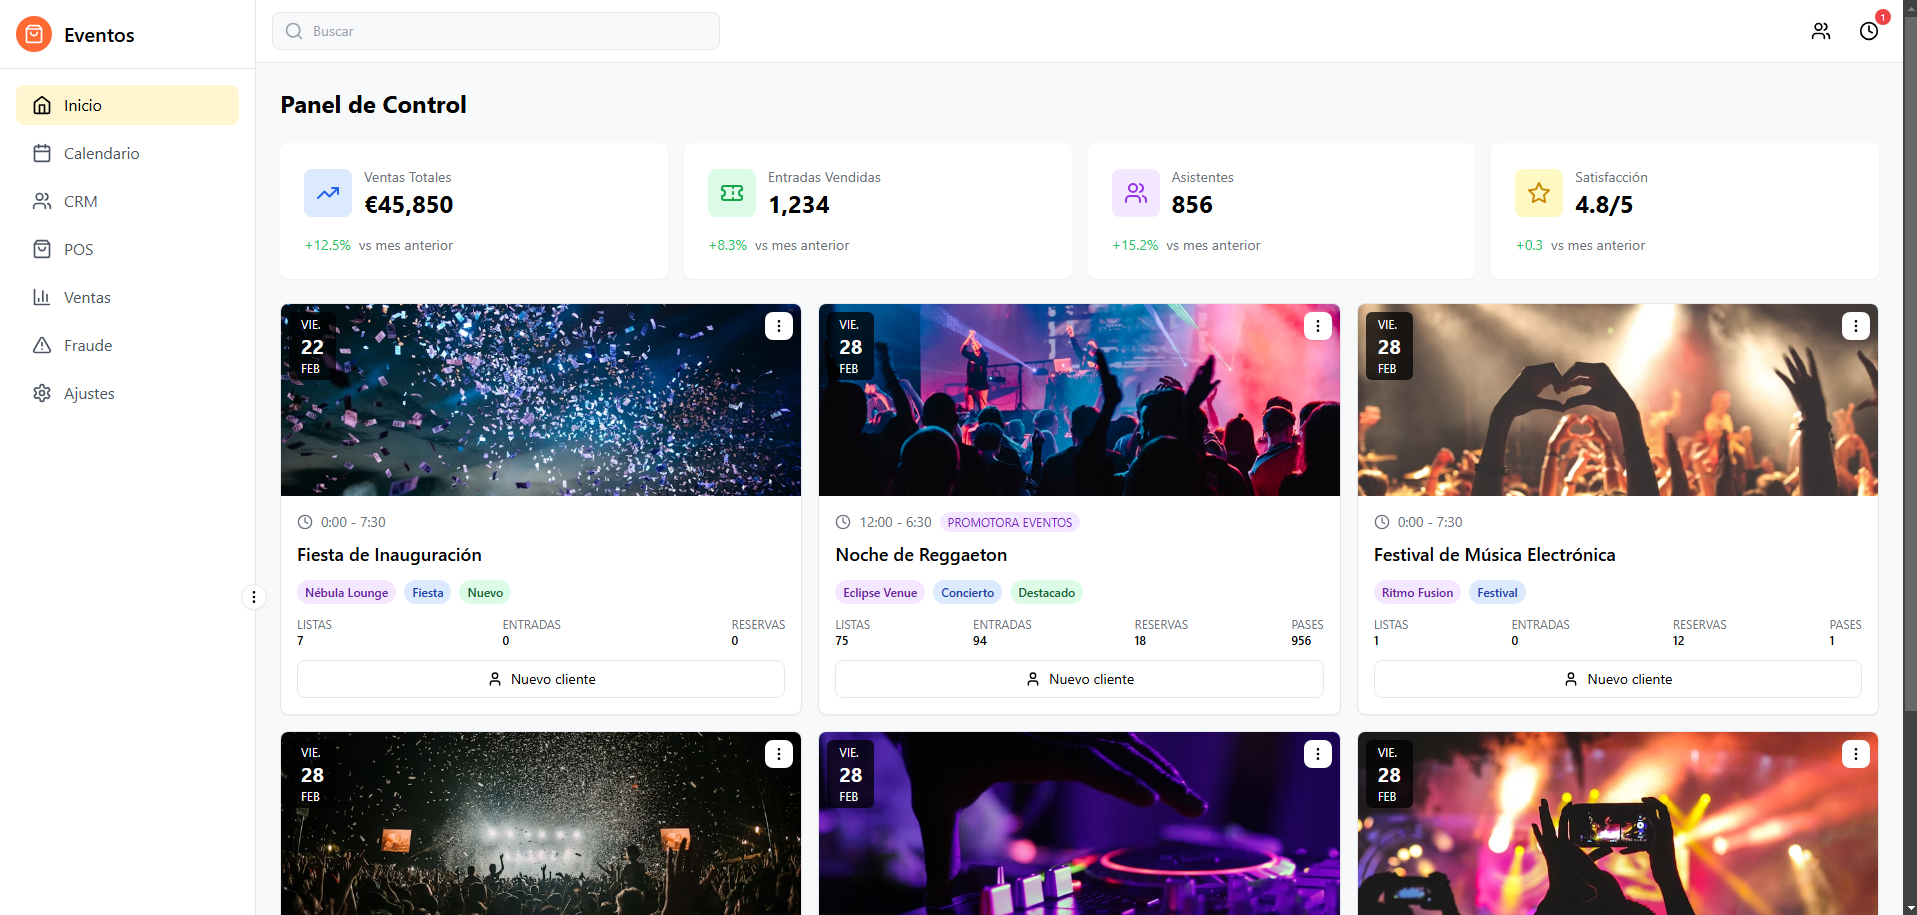 Eventos
Buscar
1
Inicio
Calendario
CRM
POS
Ventas
Fraude
Ajustes
Panel de Control
Ventas Totales
€45,850
+12.5% vs mes anterior
Entradas Vendidas
1,234
+8.3% vs mes anterior
Asistentes
856
+15.2% vs mes anterior
Satisfacción
4.8/5
+0.3 vs mes anterior
VIE.
22
FEB
0:00 - 7:30
Fiesta de Inauguración
Nébula Lounge Fiesta Nuevo
LISTAS ENTRADAS RESERVAS
7 0 0
Nuevo cliente
VIE.
28
FEB
12:00 - 6:30 PROMOTORA EVENTOS
Noche de Reggaeton
Eclipse Venue Concierto Destacado
LISTAS ENTRADAS RESERVAS PASES
75 94 18 956
Nuevo cliente
VIE.
28
FEB
0:00 - 7:30
Festival de Música Electrónica
Ritmo Fusion Festival
LISTAS ENTRADAS RESERVAS PASES
1 0 12 1
Nuevo cliente
VIE.
28
FEB
VIE.
28
FEB
VIE.
28
FEB